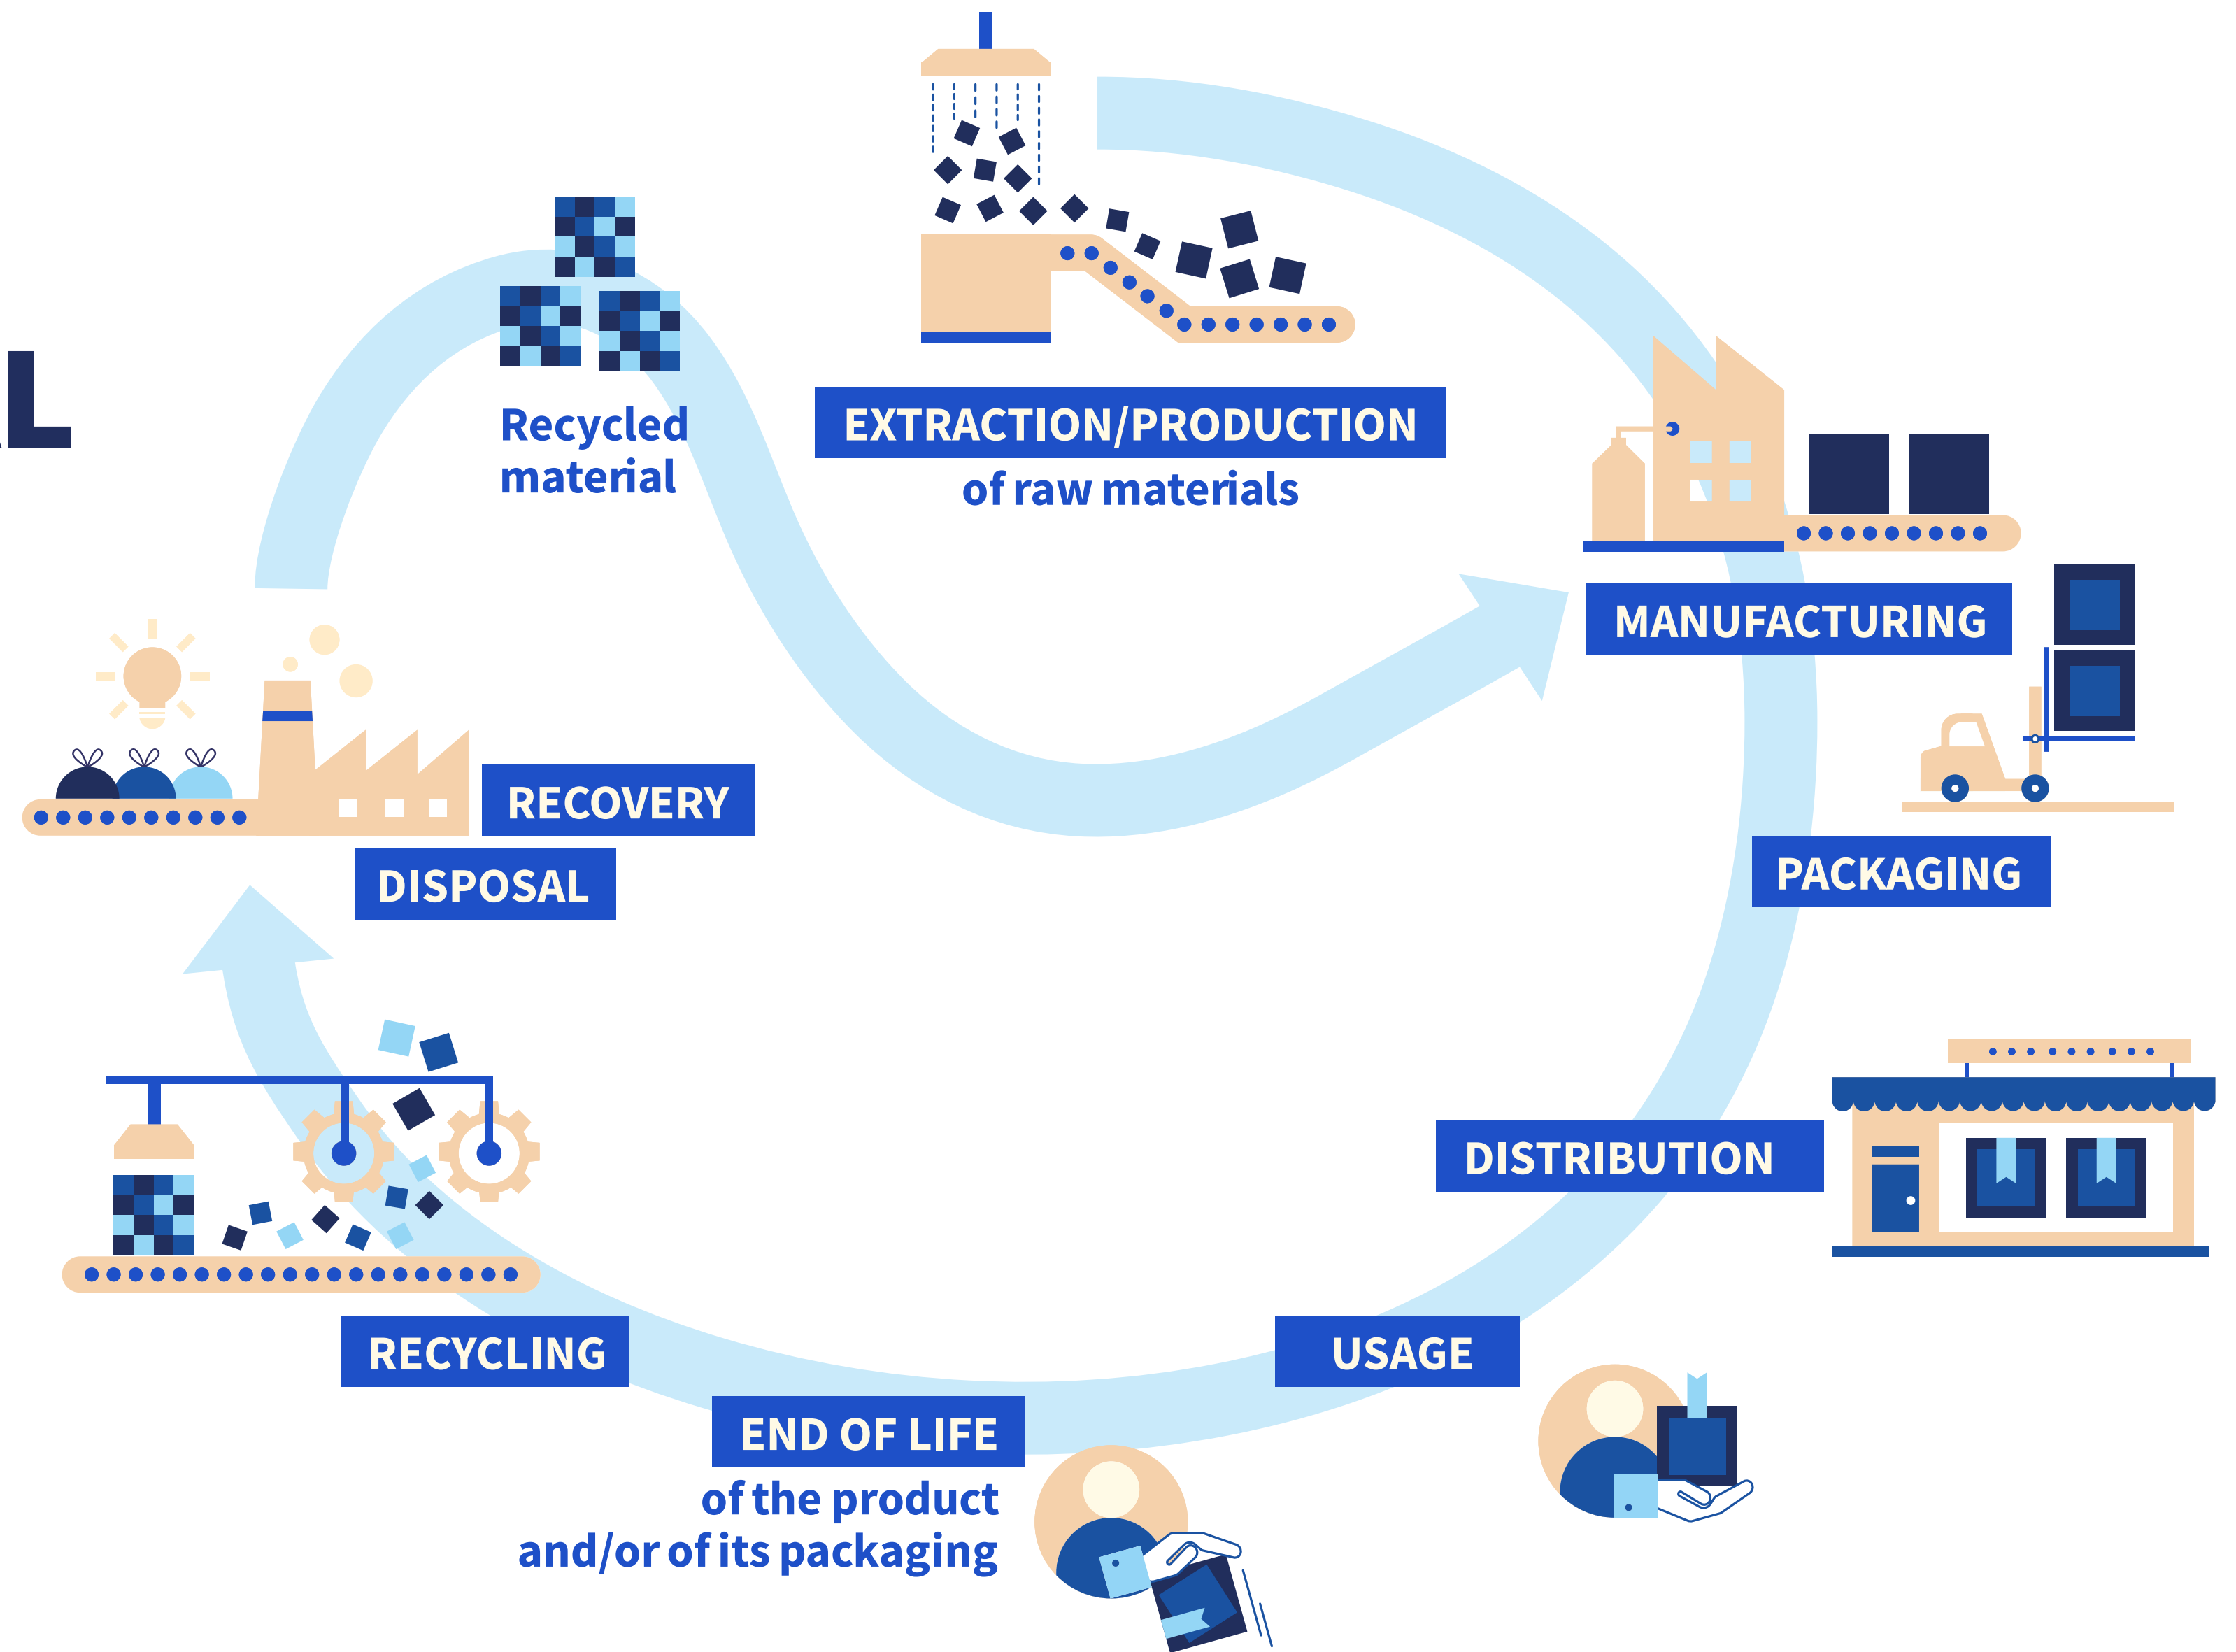 L
Recycled
material
EXTRACTION/PRODUCTION
of raw materials
MANUFACTURING
PACKAGING
DISTRIBUTION
USAGE
END OF LIFE
of the product
and/or of its packaging
RECYCLING
RECOVERY
DISPOSAL